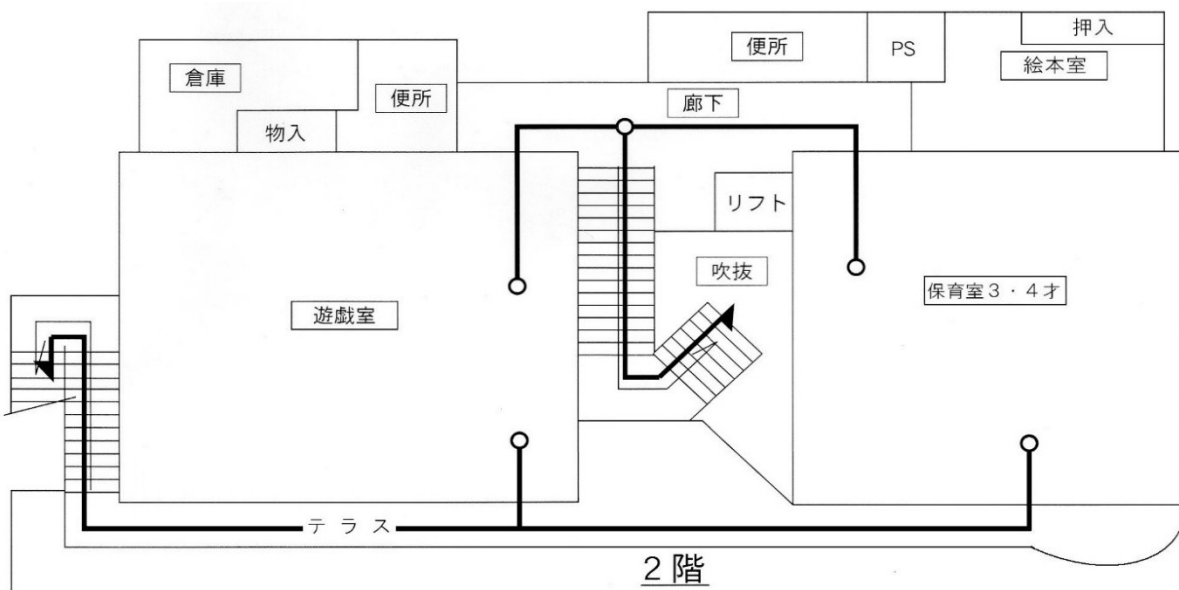 便所
PS
押入
倉庫
絵本室
便所
廊下
物入
リフト
吹抜
保育室3・4才
遊戯室
テラス
2階